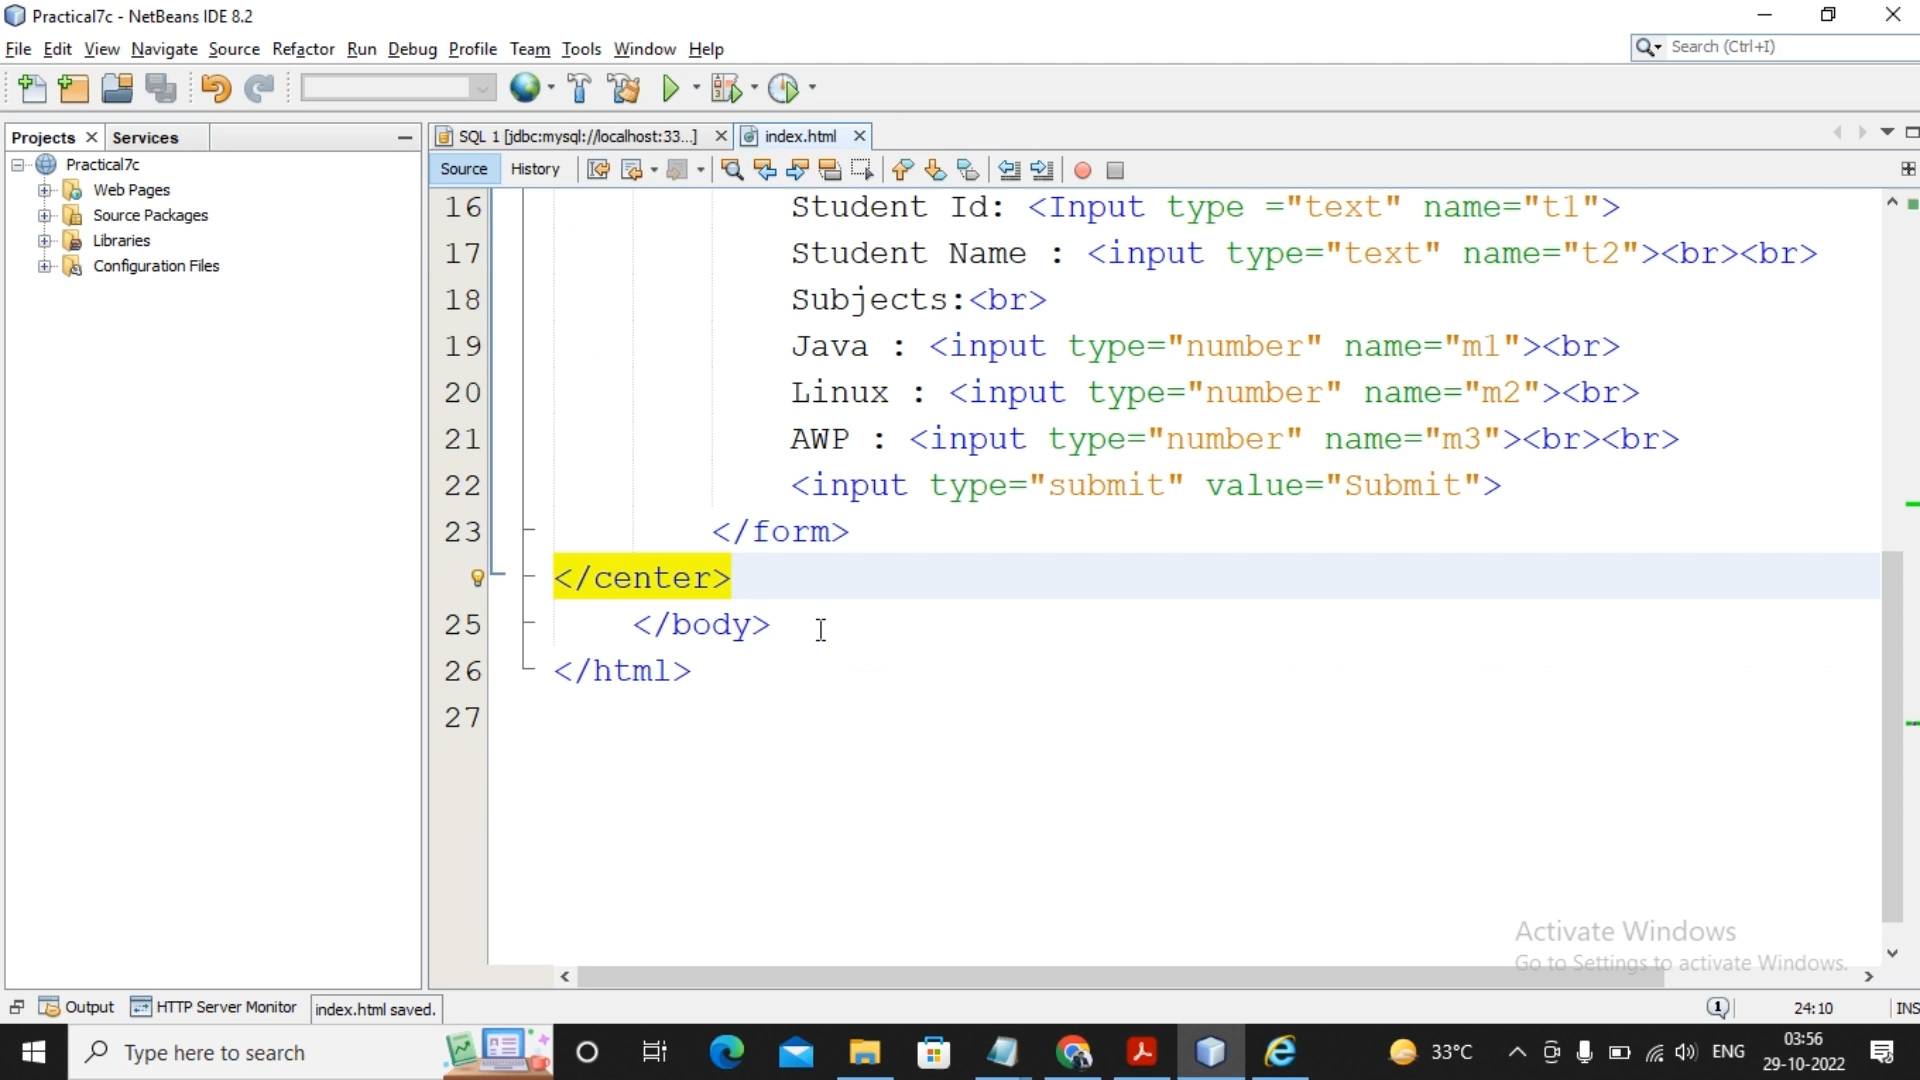 Practical7c - NetBeans IDE 8.2
File Edit View Navigate Source Refactor Run Debug Profile Team Tools Window Help
Search (Ctrl+I)
Projects Services
SQL 1 [jdbc:mysql://localhost:33...] index.html
Source History
Practical7c
Web Pages
Source Packages
Libraries
Configuration Files
16 Student Id: <Input type ="text" name="t1">
17 Student Name : <input type="text" name="t2"><br><br>
18 Subjects:<br>
19 Java : <input type="number" name="m1"><br>
20 Linux : <input type="number" name="m2"><br>
21 AWP : <input type="number" name="m3"><br><br>
22 <input type="submit" value="Submit">
23 </form>
</center>
25 </body>
26 </html>
27
Activate Windows
Go to Settings to activate Windows.
Output HTTP Server Monitor index.html saved. 1 24:10 INS
Type here to search
33°C ENG
03:56
29-10-2022